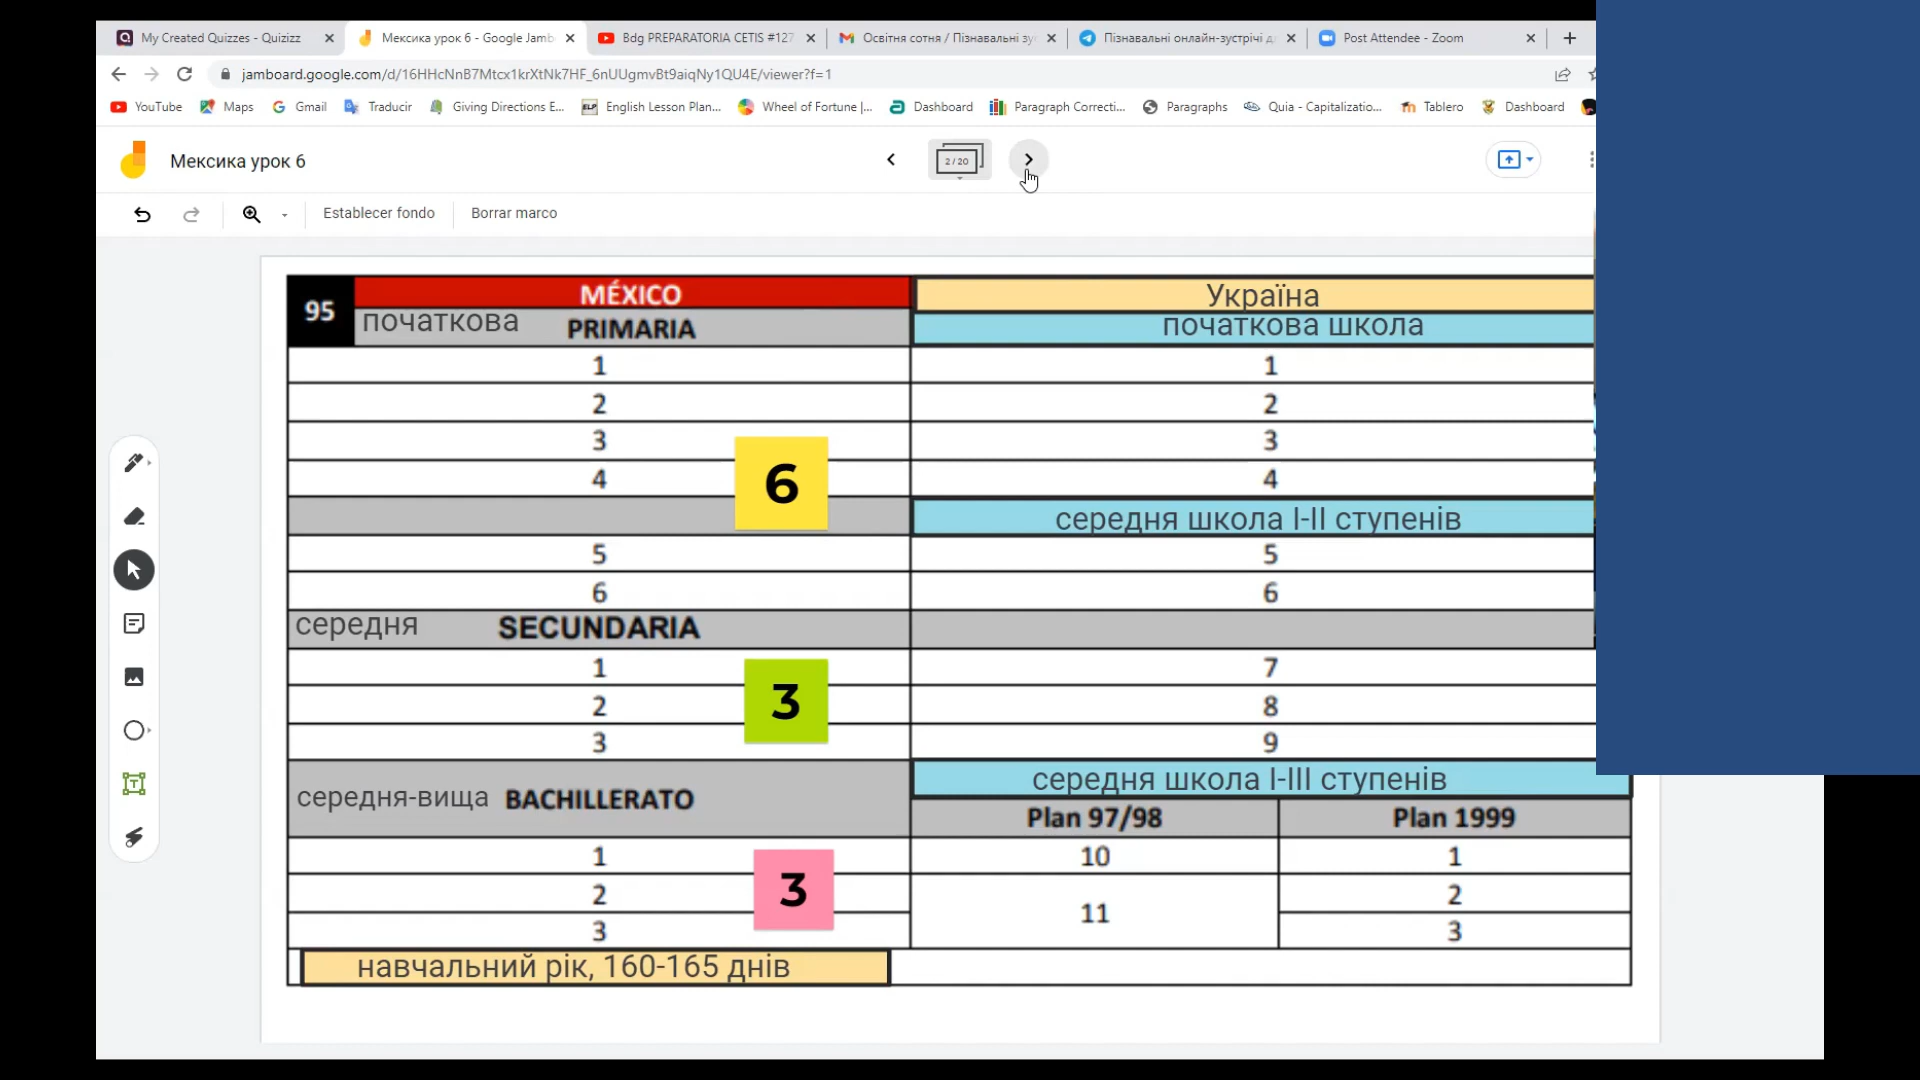 My Created Quizzes - Quizizz
Мексика урок 6 - Google Jamb
Bdg PREPARATORIA CETIS #127
Освітня сотня / Пізнавальні зу
Пізнавальні онлайн-зустрічі д
Post Attendee - Zoom
jamboard.google.com/d/16HHcNnB7Mtcx1krXtNk7HF_6nUUgmvBt9aiqNy1QU4E/viewer?f=1
YouTube Maps Gmail Traducir Giving Directions E... ELP English Lesson Plan... Wheel of Fortune |... Dashboard Paragraph Correcti... Paragraphs Quia - Capitalizatio... Tablero Dashboard
Мексика урок 6
2 / 20
Establecer fondo Borrar marco
95 MÉXICO Україна
початкова PRIMARIA початкова школа
1 1
2 2
3 3
4 4
6
середня школа І-ІІ ступенів
5 5
6 6
середня SECUNDARIA
1 7
2 3 8
3 9
середня школа І-ІІІ ступенів
середня-вища BACHILLERATO
Plan 97/98 Plan 1999
1 10 1
2 3 11 2
3 3
навчальний рік, 160-165 днів